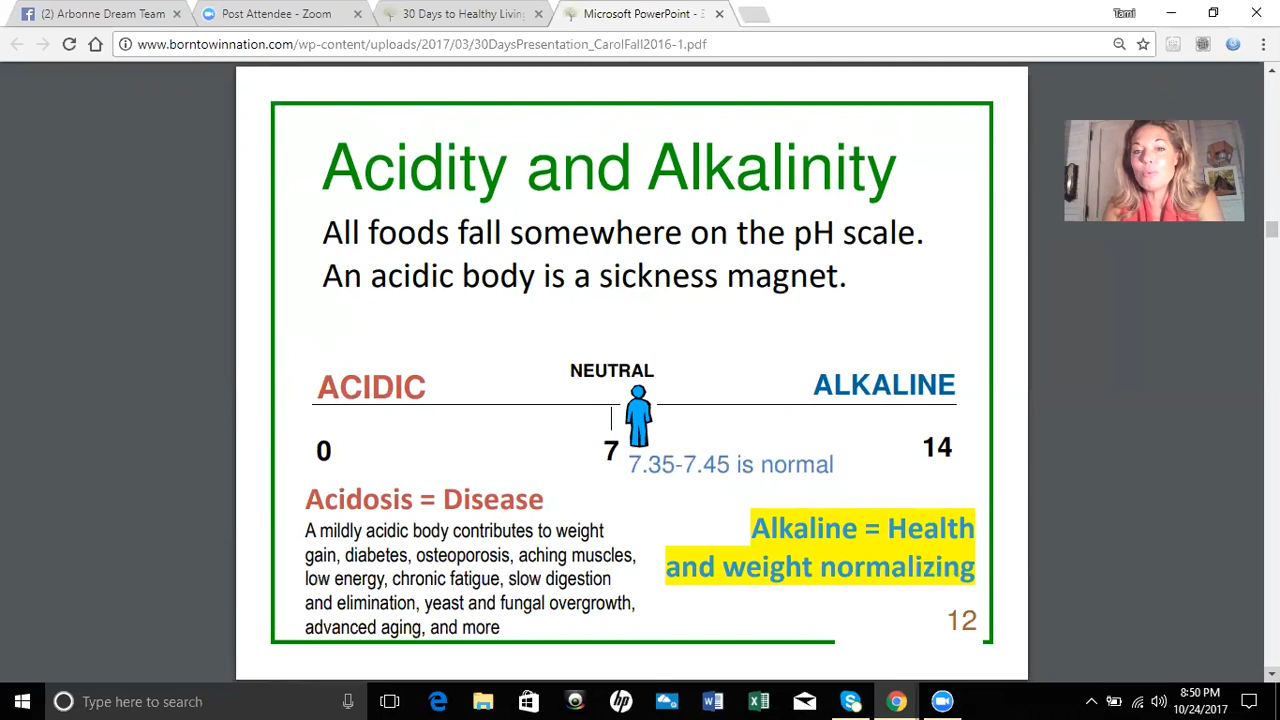 (2) Arbonne Dream Team
Post Attendee - Zoom
30 Days to Healthy Living
Microsoft PowerPoint - 3
Tami
www.borntowinnation.com/wp-content/uploads/2017/03/30DaysPresentation_CarolFall2016-1.pdf
Acidity and Alkalinity
All foods fall somewhere on the pH scale.
An acidic body is a sickness magnet.
NEUTRAL
ACIDIC
ALKALINE
0
7
14
7.35-7.45 is normal
Acidosis = Disease
A mildly acidic body contributes to weight
gain, diabetes, osteoporosis, aching muscles,
low energy, chronic fatigue, slow digestion
and elimination, yeast and fungal overgrowth,
advanced aging, and more
Alkaline = Health
and weight normalizing
12
Type here to search
8:50 PM
10/24/2017